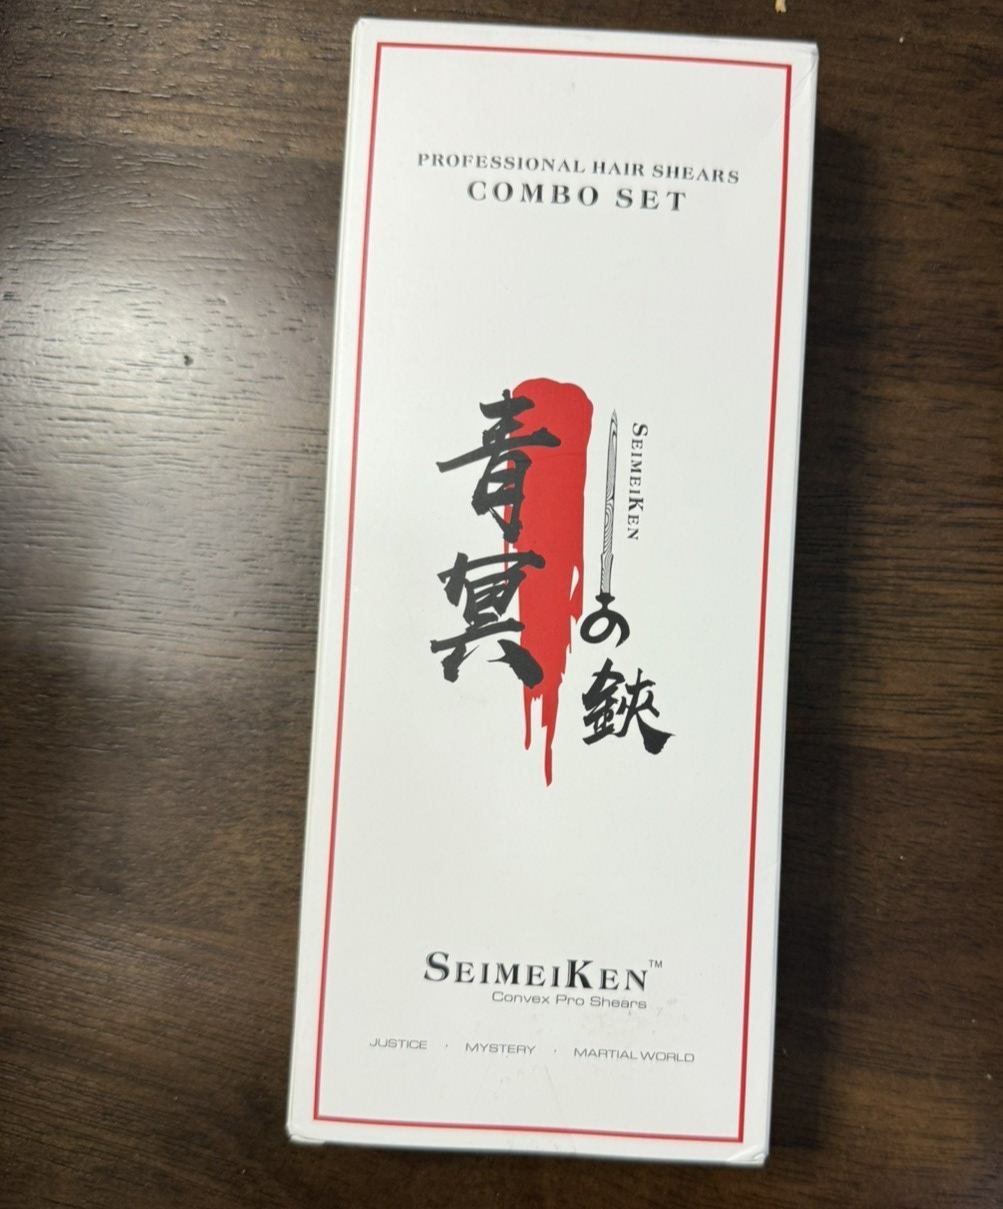 PROFESSIONAL HAIR SHEARS
COMBO SET
青冥
SEIMEIKEN
の鋏
SEIMEIKEN™
Convex Pro Shears
JUSTICE · MYSTERY · MARTIAL WORLD